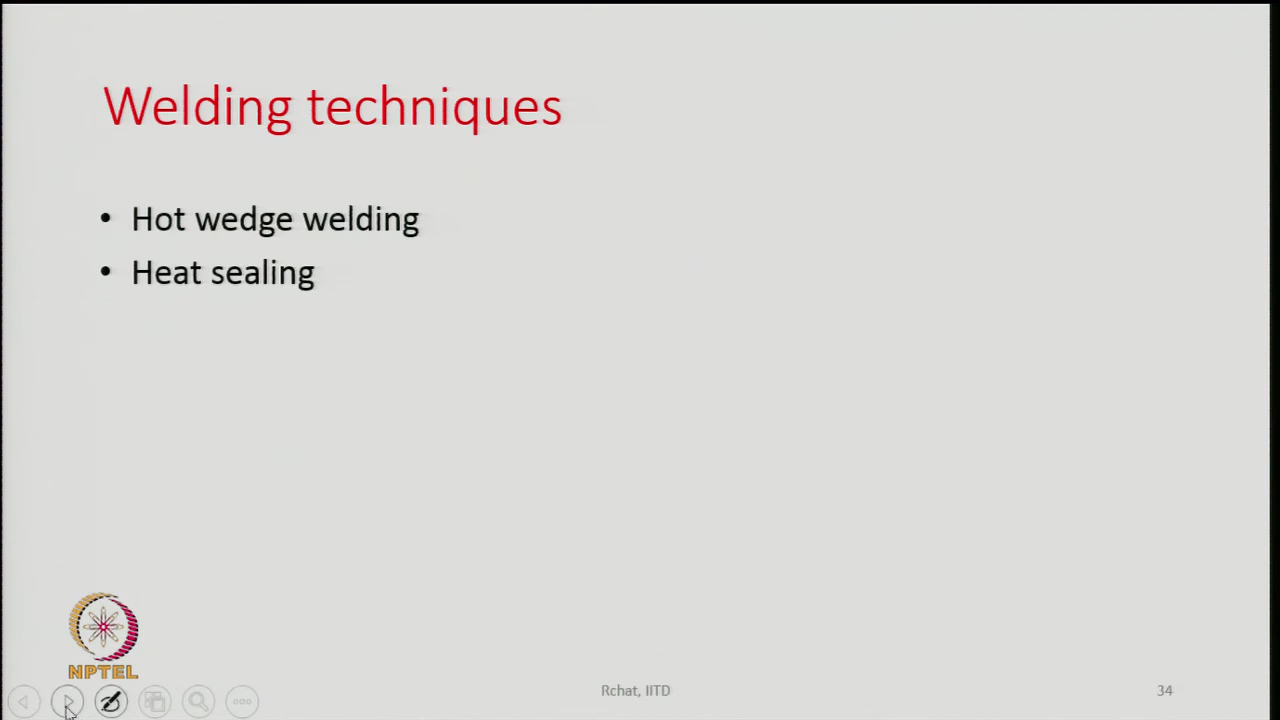 Welding techniques
• Hot wedge welding
• Heat sealing
NPTEL
Rchat, IITD
34